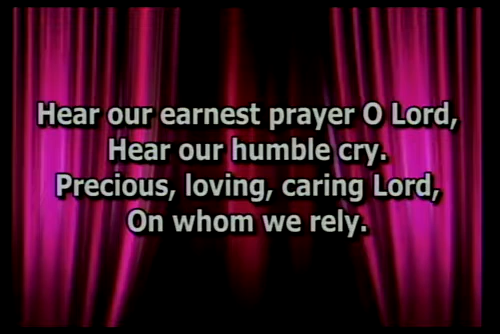 Hear our earnest prayer O Lord,
Hear our humble cry.
Precious, loving, caring Lord,
On whom we rely.